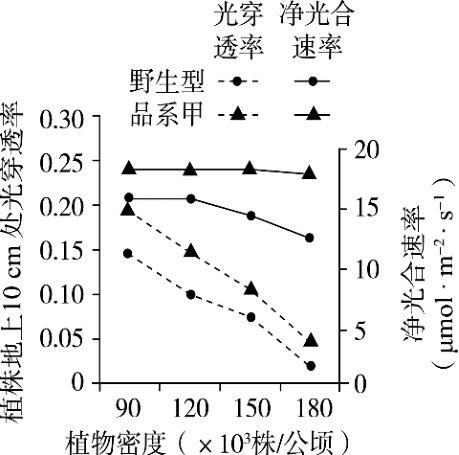 光穿透率 净光合速率
野生型
品系甲
植株地上10 cm处光穿透率
0.30
0.25
0.20
0.15
0.10
0.05
0
20
15
10
5
0
净光合速率
(μmol·m⁻²·s⁻¹)
90 120 150 180
植物密度(×10³株/公顷)